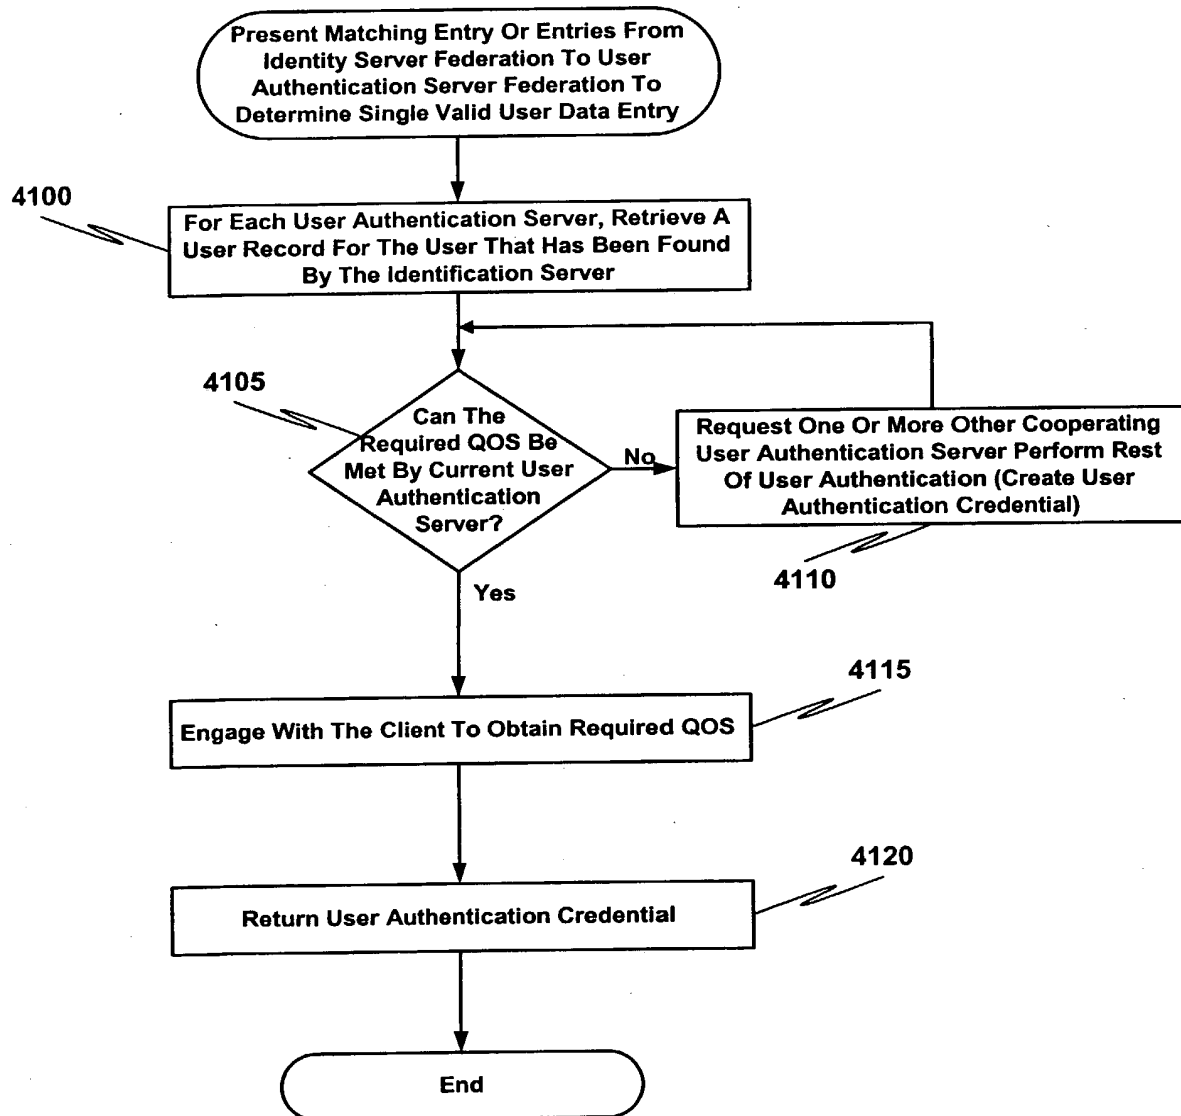 Present Matching Entry Or Entries From
Identity Server Federation To User
Authentication Server Federation To
Determine Single Valid User Data Entry
4100
For Each User Authentication Server, Retrieve A
User Record For The User That Has Been Found
By The Identification Server
4105
Can The
Required QOS Be
Met By Current User
Authentication
Server?
No
Request One Or More Other Cooperating
User Authentication Server Perform Rest
Of User Authentication (Create User
Authentication Credential)
4110
Yes
4115
Engage With The Client To Obtain Required QOS
4120
Return User Authentication Credential
End